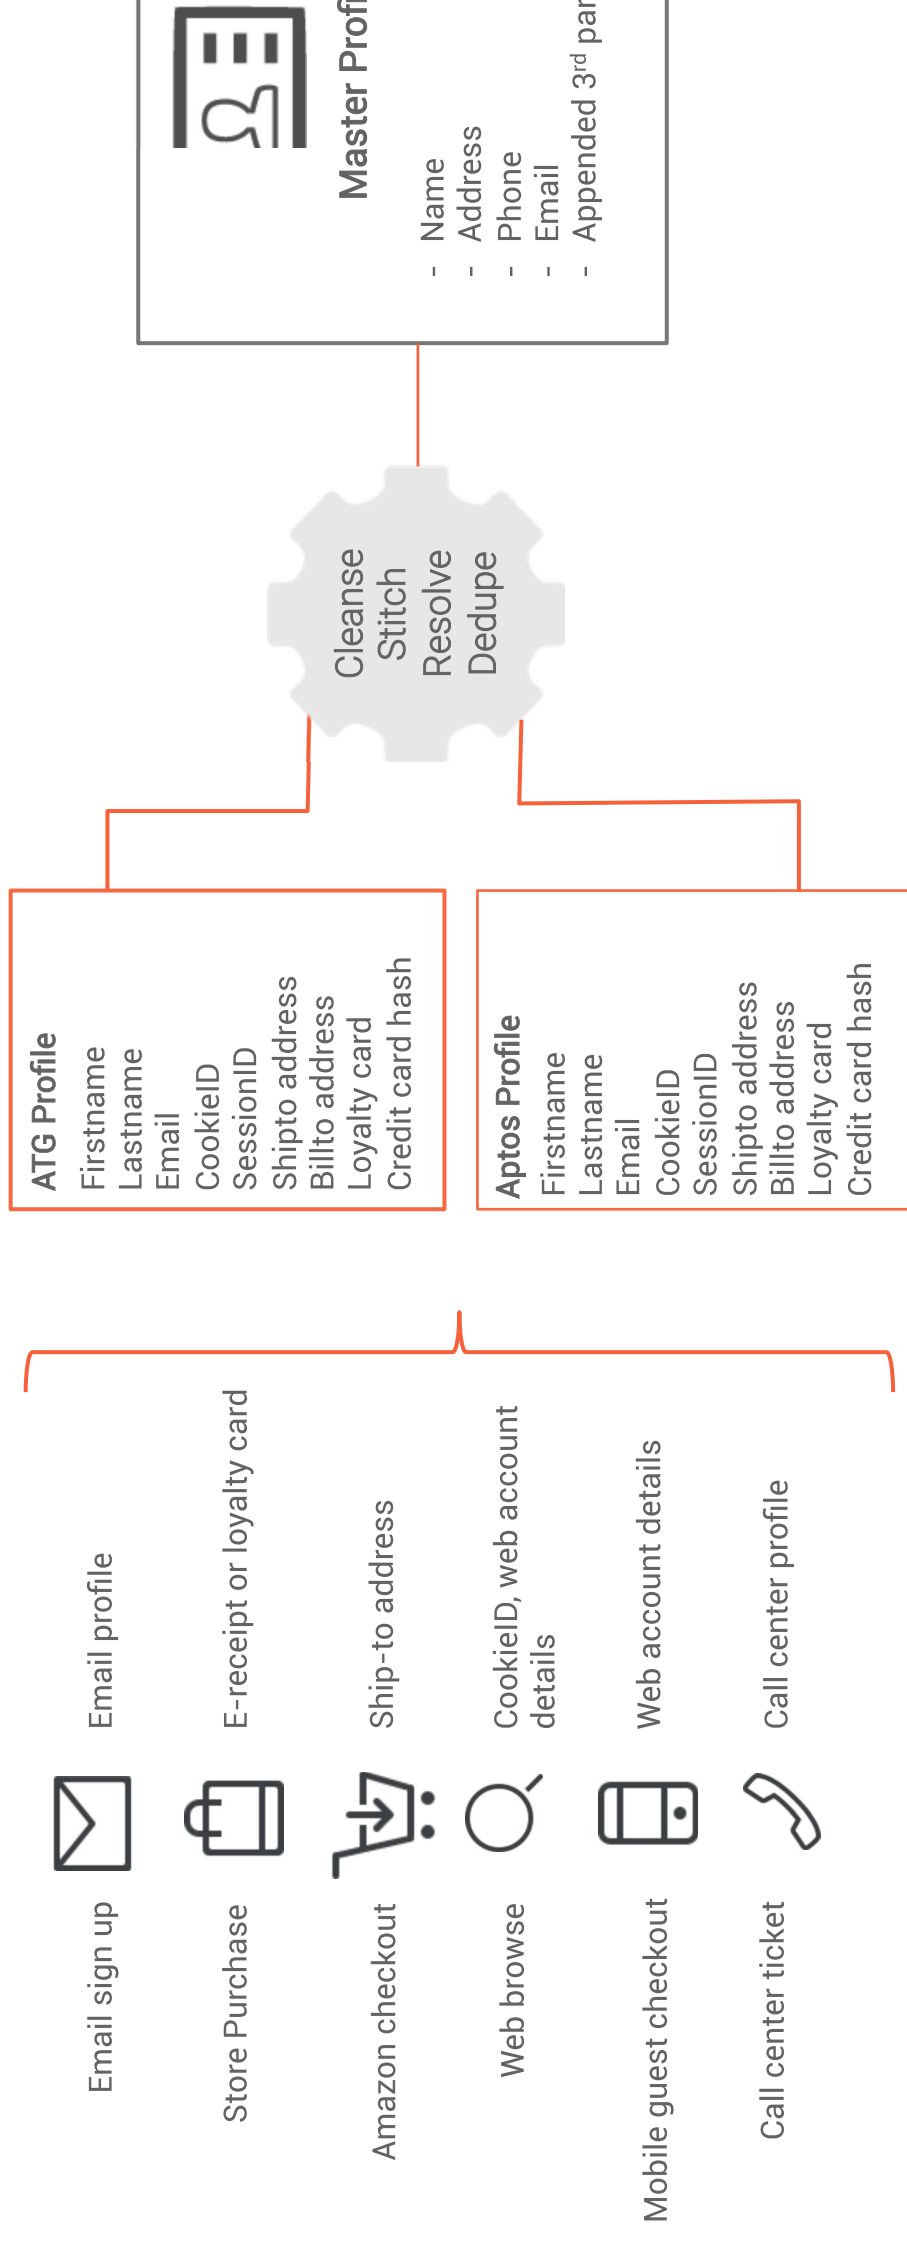 Email sign up
Email profile
Store Purchase
E-receipt or loyalty card
Amazon checkout
Ship-to address
Web browse
CookieID, web account
details
Mobile guest checkout
Web account details
Call center ticket
Call center profile
ATG Profile
Firstname
Lastname
Email
CookieID
SessionID
Shipto address
Billto address
Loyalty card
Credit card hash
Aptos Profile
Firstname
Lastname
Email
CookieID
SessionID
Shipto address
Billto address
Loyalty card
Credit card hash
Cleanse
Stitch
Resolve
Dedupe
Master
- Name
- Address
- Phone
- Email
- Appended 3rd